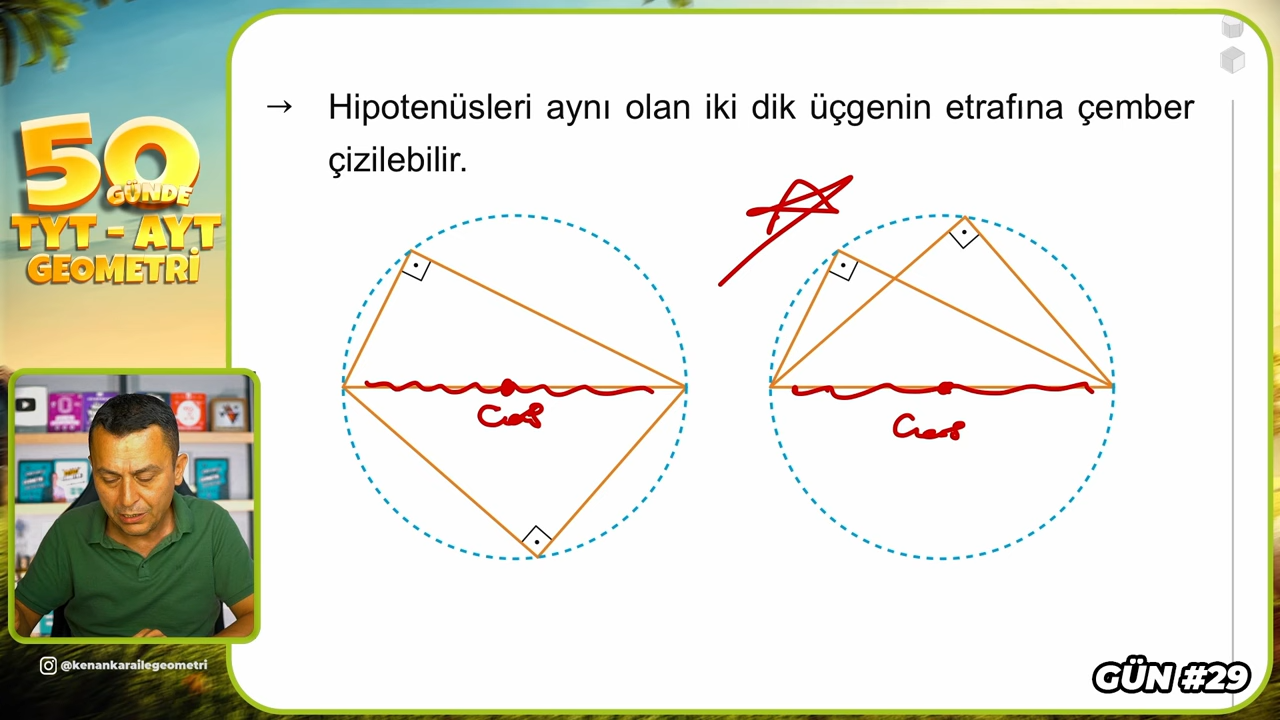 → Hipotenüsleri aynı olan iki dik üçgenin etrafına çember
çizilebilir.
50
GÜNDE
TYT - AYT
GEOMETRİ
@kenankarailegeometri
GÜN #29